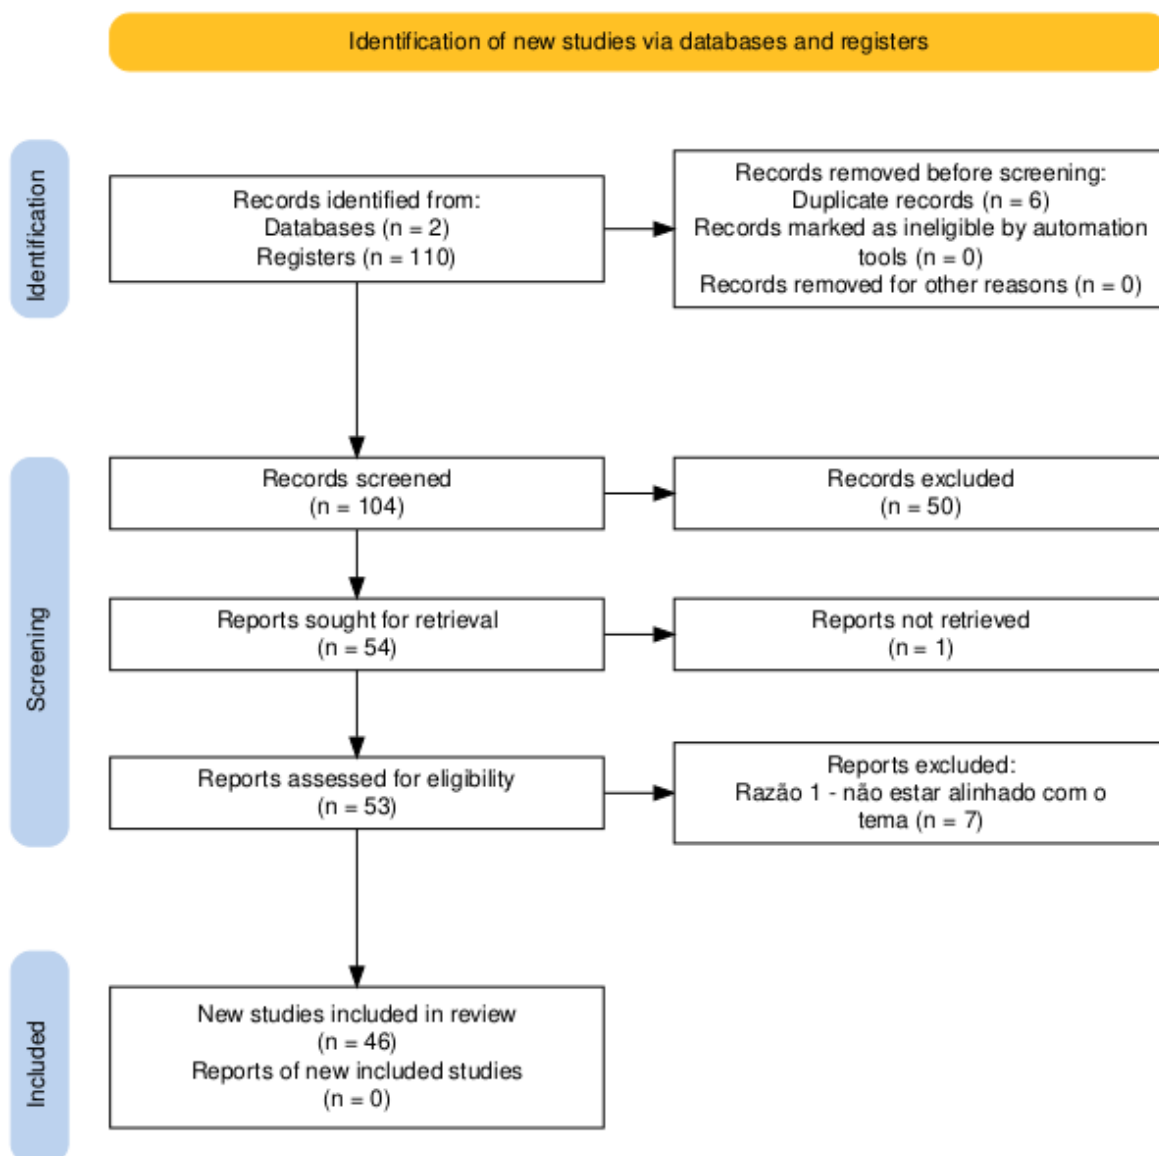 Identification of new studies via databases and registers
Identification
Records identified from:
Databases (n = 2)
Registers (n = 110)
Records removed before screening:
Duplicate records (n = 6)
Records marked as ineligible by automation
tools (n = 0)
Records removed for other reasons (n = 0)
Screening
Records screened
(n = 104)
Records excluded
(n = 50)
Reports sought for retrieval
(n = 54)
Reports not retrieved
(n = 1)
Reports assessed for eligibility
(n = 53)
Reports excluded:
Razão 1 - não estar alinhado com o
tema (n = 7)
Included
New studies included in review
(n = 46)
Reports of new included studies
(n = 0)